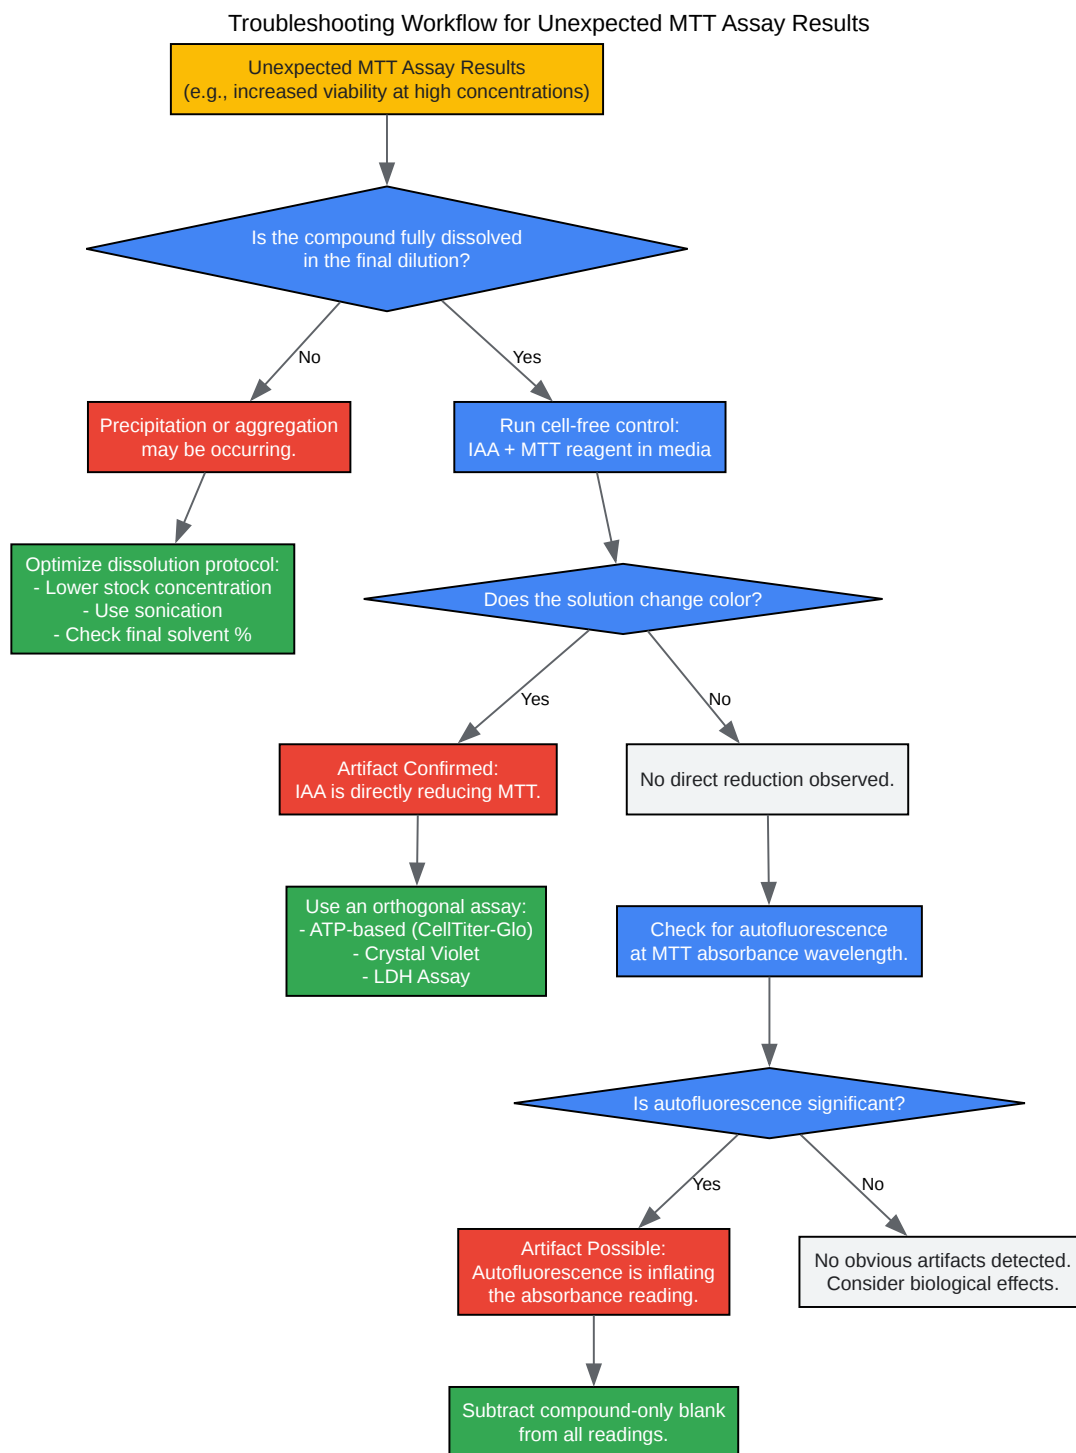 Troubleshooting Workflow for Unexpected MTT Assay Results
Unexpected MTT Assay Results
(e.g., increased viability at high concentrations)
Is the compound fully dissolved
in the final dilution?
No
Yes
Precipitation or aggregation
may be occurring.
Run cell-free control:
IAA + MTT reagent in media
Optimize dissolution protocol:
- Lower stock concentration
- Use sonication
- Check final solvent %
Does the solution change color?
Yes
No
Artifact Confirmed:
IAA is directly reducing MTT.
No direct reduction observed.
Use an orthogonal assay:
- ATP-based (CellTiter-Glo)
- Crystal Violet
- LDH Assay
Check for autofluorescence
at MTT absorbance wavelength.
Is autofluorescence significant?
Yes
No
Artifact Possible:
Autofluorescence is inflating
the absorbance reading.
No obvious artifacts detected.
Consider biological effects.
Subtract compound-only blank
from all readings.